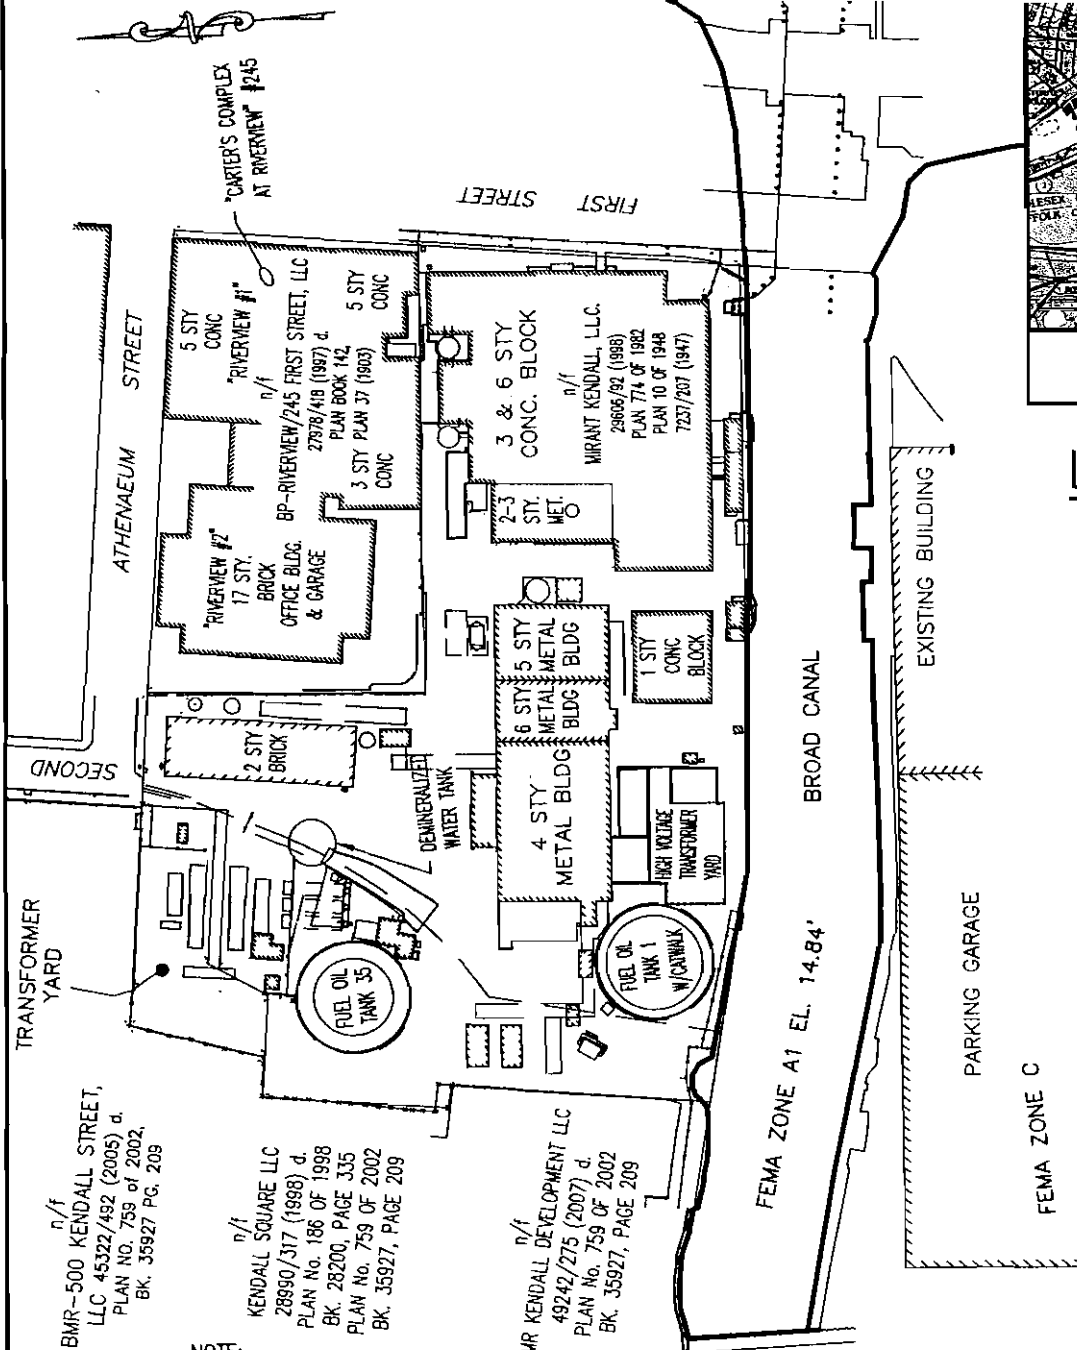 "CARTER'S COMPLEX
AT RIVERVIEW" #245
FIRST STREET
ATHENAEUM STREET
SECOND
5 STY
CONC
"RIVERVIEW #1"
n/f
BP-RIVERVIEW/245 FIRST STREET, LLC
27978/418 (1997) d.
PLAN BOOK 142,
PLAN 37 (1903)
3 STY
CONC
5 STY
CONC
"RIVERVIEW #2"
17 STY.
BRICK
OFFICE BLDG.
& GARAGE
3 & 6 STY
CONC. BLOCK
n/f
MIRANT KENDALL, LLC.
29606/92 (1998)
PLAN 774 OF 1982
PLAN 10 OF 1948
7237/207 (1947)
2-3
STY.
MET.
5 STY
METAL
BLDG
6 STY
METAL
BLDG
1 STY
CONC
BLOCK
2 STY
BRICK
DEMINERALIZED
WATER TANK
4 STY
METAL BLDG
HIGH VOLTAGE
TRANSFORMER
YARD
TRANSFORMER
YARD
FUEL OIL
TANK 35
FUEL OIL
TANK 1
W/CATWALK
BROAD CANAL
FEMA ZONE A1 EL. 14.84'
EXISTING BUILDING
PARKING GARAGE
FEMA ZONE C
n/f
BMR-500 KENDALL STREET,
LLC 45322/492 (2005) d.
PLAN NO. 759 of 2002,
BK. 35927 PG. 209
n/f
KENDALL SQUARE LLC
28990/317 (1998) d.
PLAN No. 186 OF 1998
BK. 28200, PAGE 335
PLAN No. 759 OF 2002
BK. 35927, PAGE 209
n/f
MR KENDALL DEVELOPMENT LLC
49242/275 (2007) d.
PLAN No. 759 OF 2002
BK. 35927, PAGE 209
NOTE: